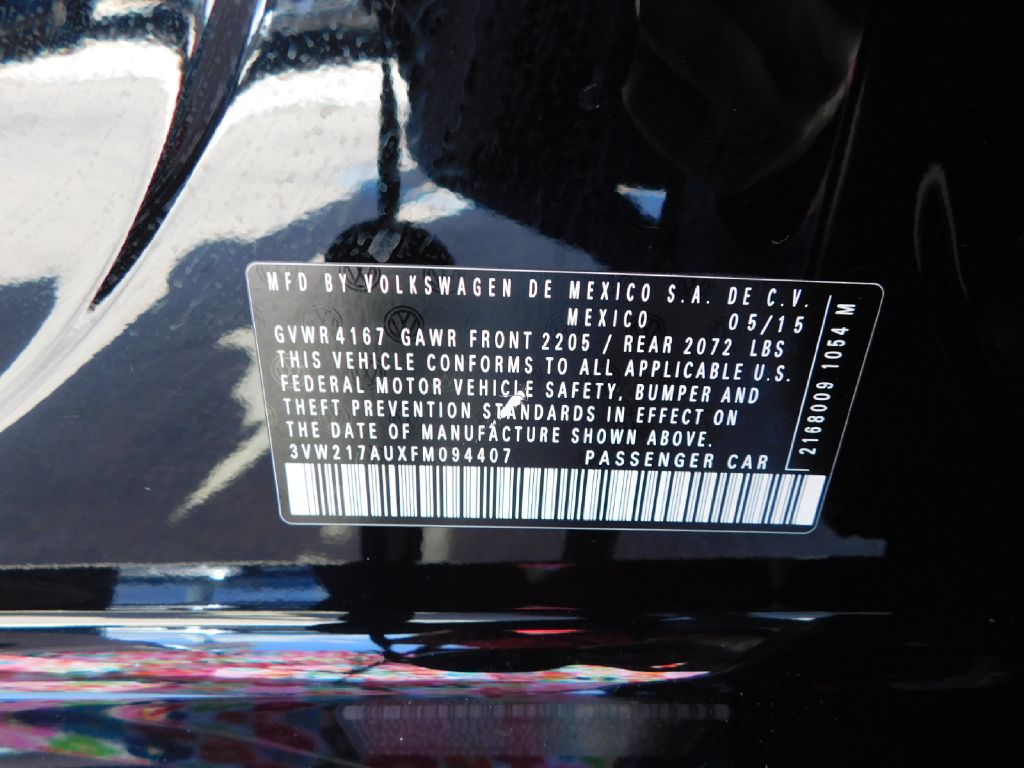 MFD BY VOLKSWAGEN DE MEXICO S.A. DE C.V.
MEXICO 05/15
GVWR 4167 GAWR FRONT 2205 / REAR 2072 LBS
THIS VEHICLE CONFORMS TO ALL APPLICABLE U.S.
FEDERAL MOTOR VEHICLE SAFETY, BUMPER AND
THEFT PREVENTION STANDARDS IN EFFECT ON
THE DATE OF MANUFACTURE SHOWN ABOVE.
3VW217AUXFM094407 PASSENGER CAR
2168009 1054 M